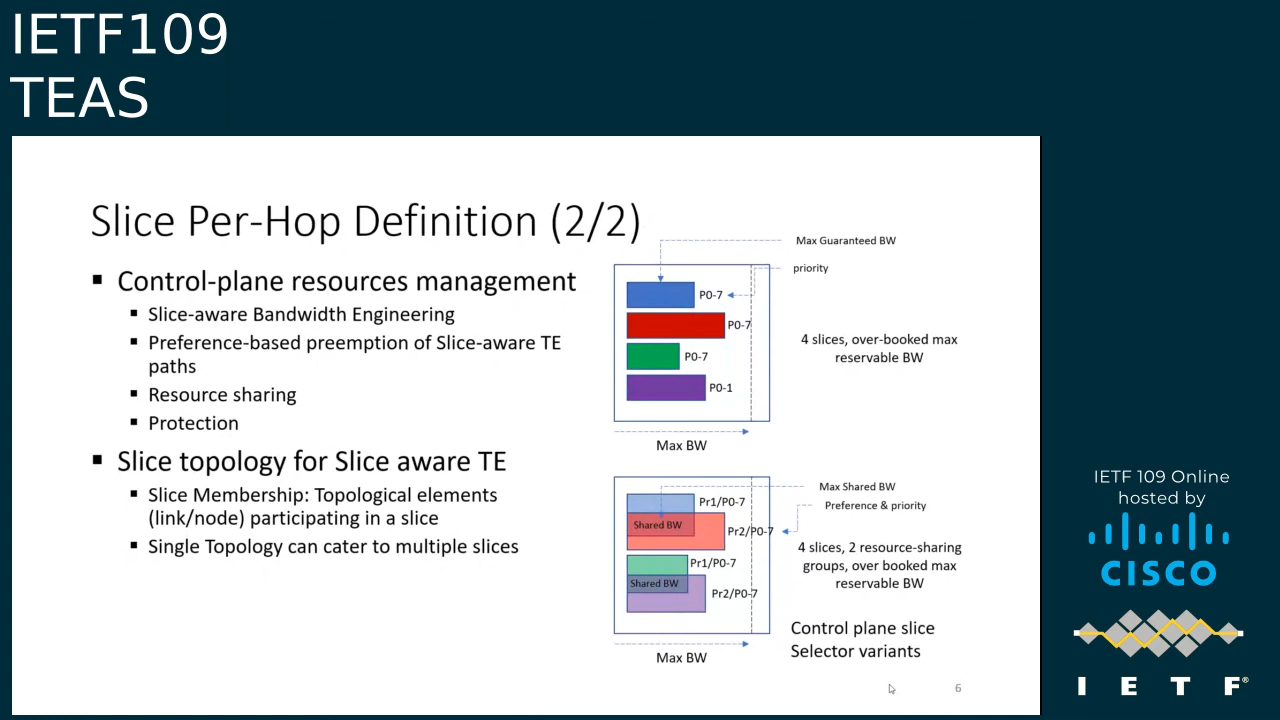 IETF109
TEAS
Slice Per-Hop Definition (2/2)
▪ Control-plane resources management
▪ Slice-aware Bandwidth Engineering
▪ Preference-based preemption of Slice-aware TE
paths
▪ Resource sharing
▪ Protection
▪ Slice topology for Slice aware TE
▪ Slice Membership: Topological elements
(link/node) participating in a slice
▪ Single Topology can cater to multiple slices
Max Guaranteed BW
priority
P0-7
P0-7
P0-7
P0-1
4 slices, over-booked max
reservable BW
Max BW
Max Shared BW
Preference & priority
Pr1/P0-7
Shared BW
Pr2/P0-7
Pr1/P0-7
Shared BW
Pr2/P0-7
4 slices, 2 resource-sharing
groups, over booked max
reservable BW
Max BW
Control plane slice
Selector variants
6
IETF 109 Online
hosted by
CISCO
I E T F®